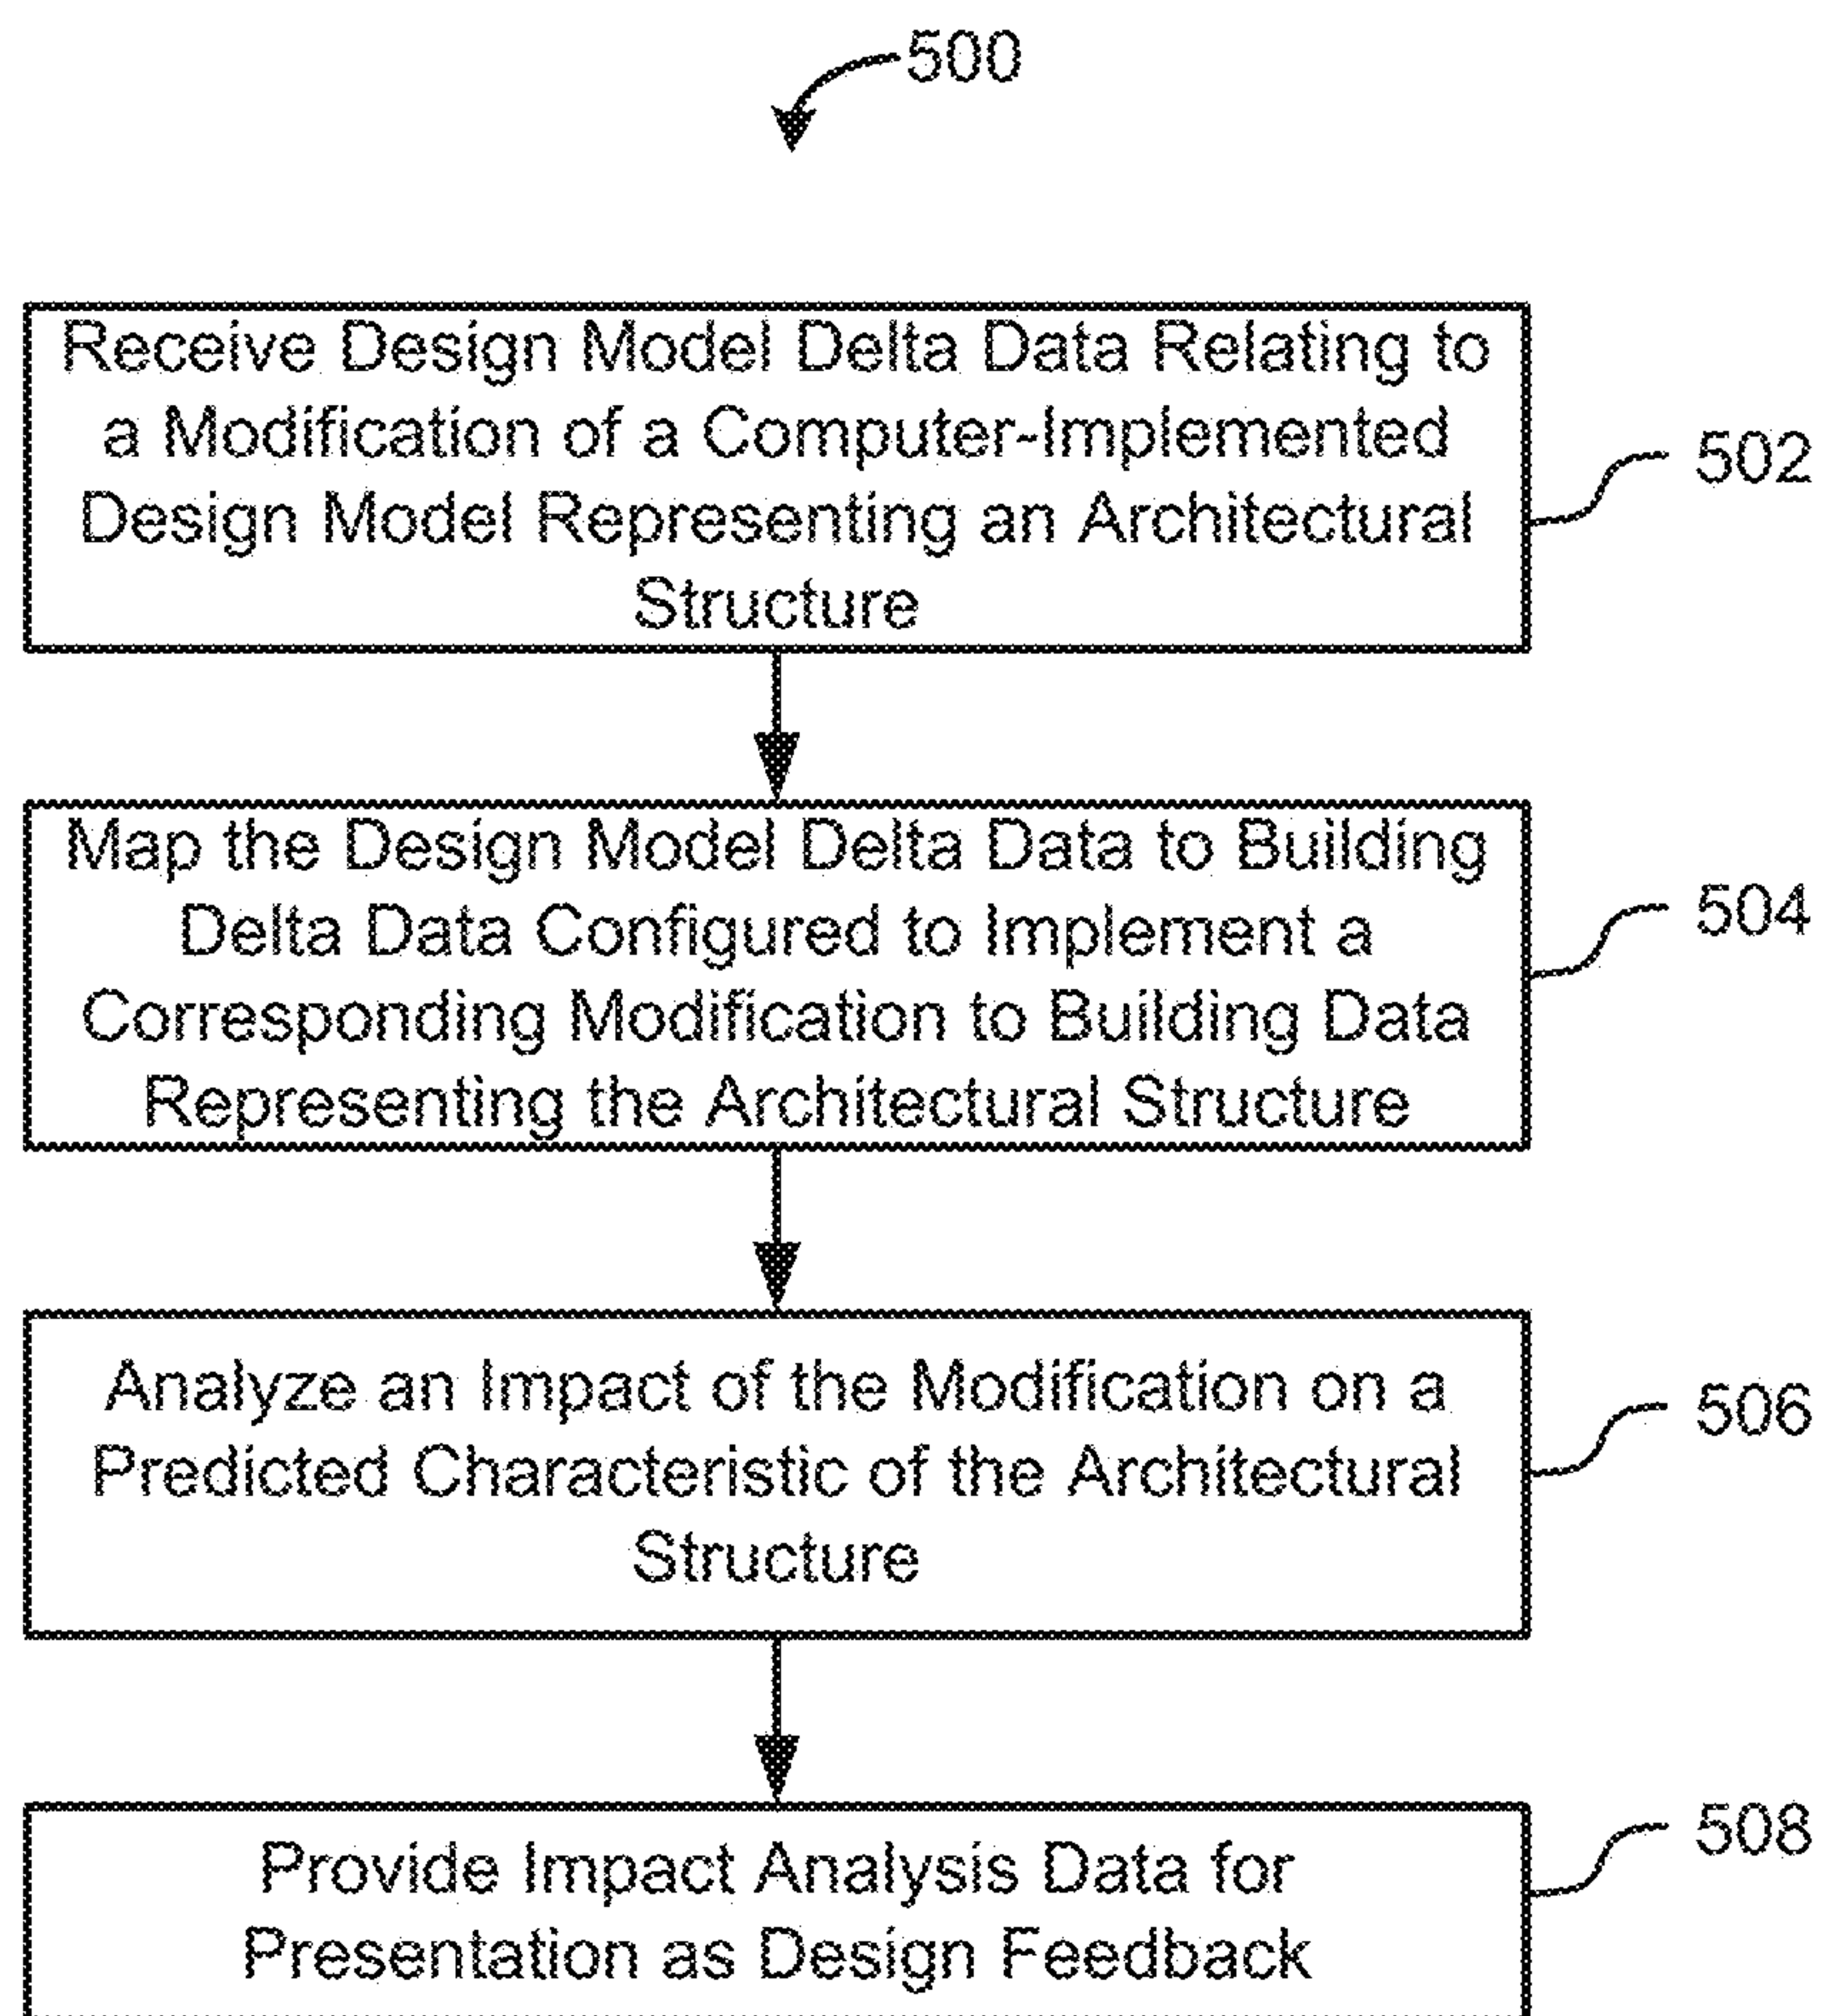 500
Receive Design Model Delta Data Relating to
a Modification of a Computer-Implemented
Design Model Representing an Architectural
Structure
502
Map the Design Model Delta Data to Building
Delta Data Configured to Implement a
Corresponding Modification to Building Data
Representing the Architectural Structure
504
Analyze an Impact of the Modification on a
Predicted Characteristic of the Architectural
Structure
506
Provide Impact Analysis Data for
Presentation as Design Feedback
508